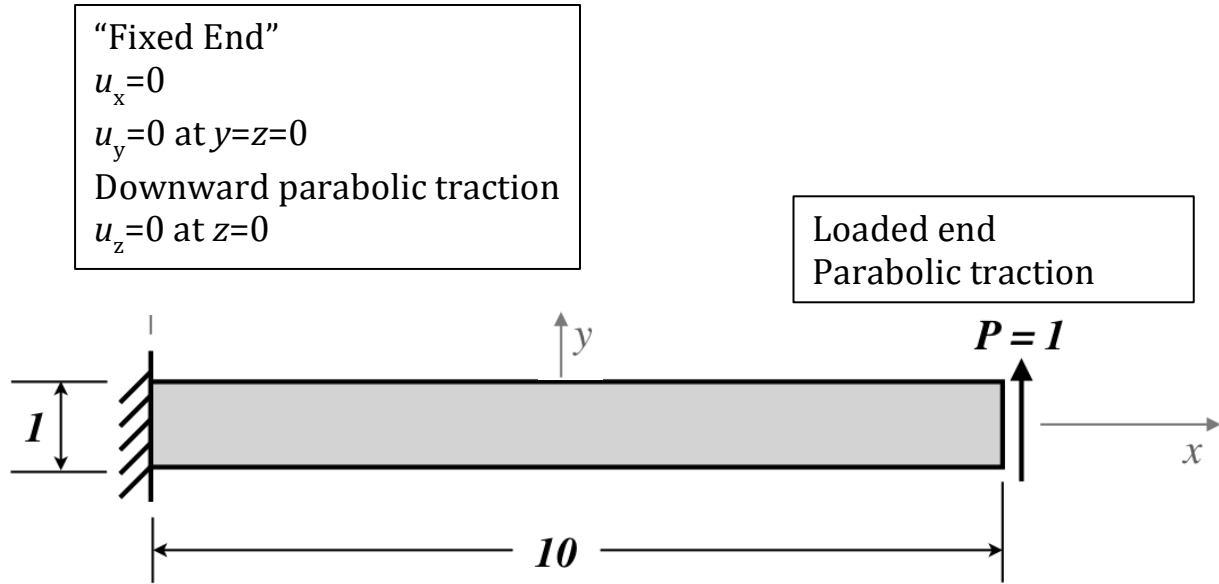 “Fixed End”
uₓ=0
u_y=0 at y=z=0
Downward parabolic traction
u_z=0 at z=0
Loaded end
Parabolic traction
y
P = 1
1
x
10